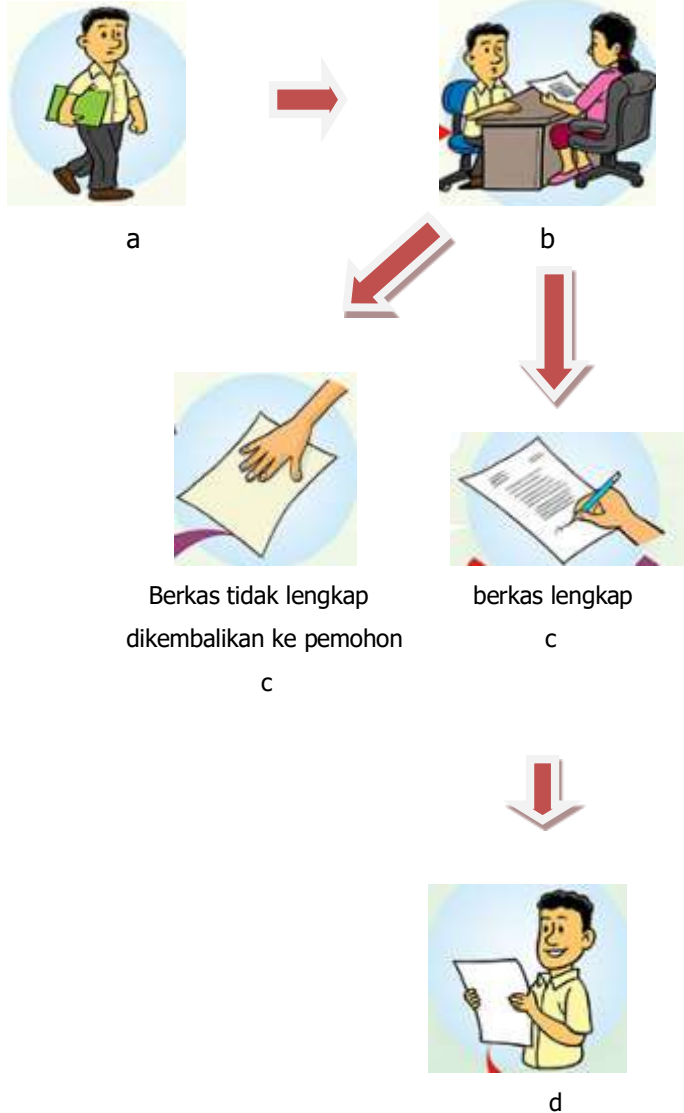 a
b
Berkas tidak lengkap
dikembalikan ke pemohon
c
berkas lengkap
c
d